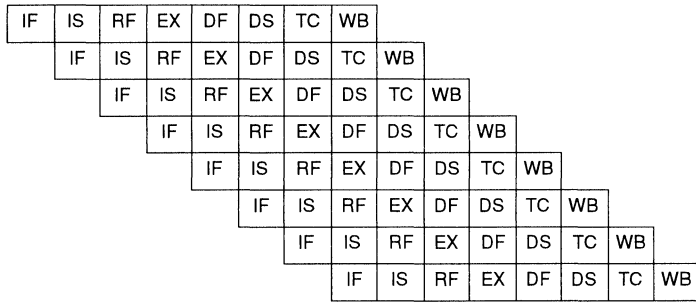 IF IS RF EX DF DS TC WB
IF IS RF EX DF DS TC WB
IF IS RF EX DF DS TC WB
IF IS RF EX DF DS TC WB
IF IS RF EX DF DS TC WB
IF IS RF EX DF DS TC WB
IF IS RF EX DF DS TC WB
IF IS RF EX DF DS TC WB